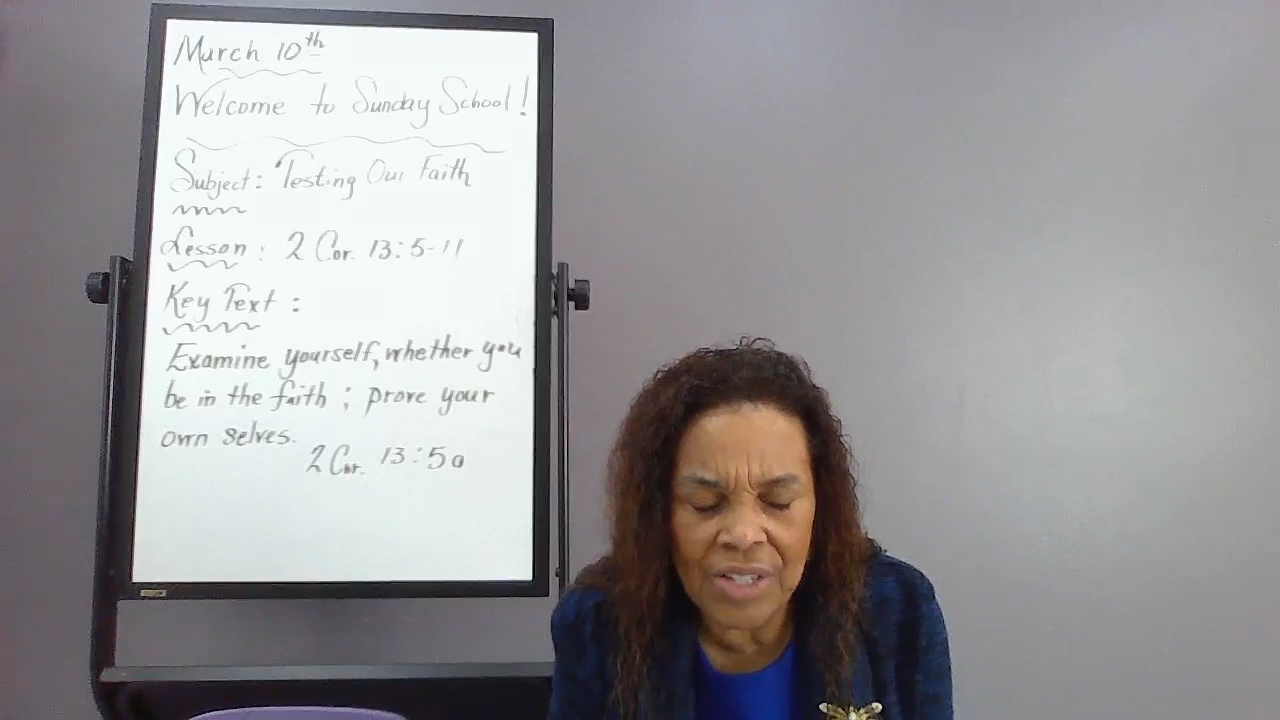 March 10th
Welcome to Sunday School!
Subject: Testing Our Faith
Lesson: 2 Cor. 13:5-11
Key Text:
Examine yourself, whether you
be in the faith; prove your
own selves.
2 Cor. 13:5a